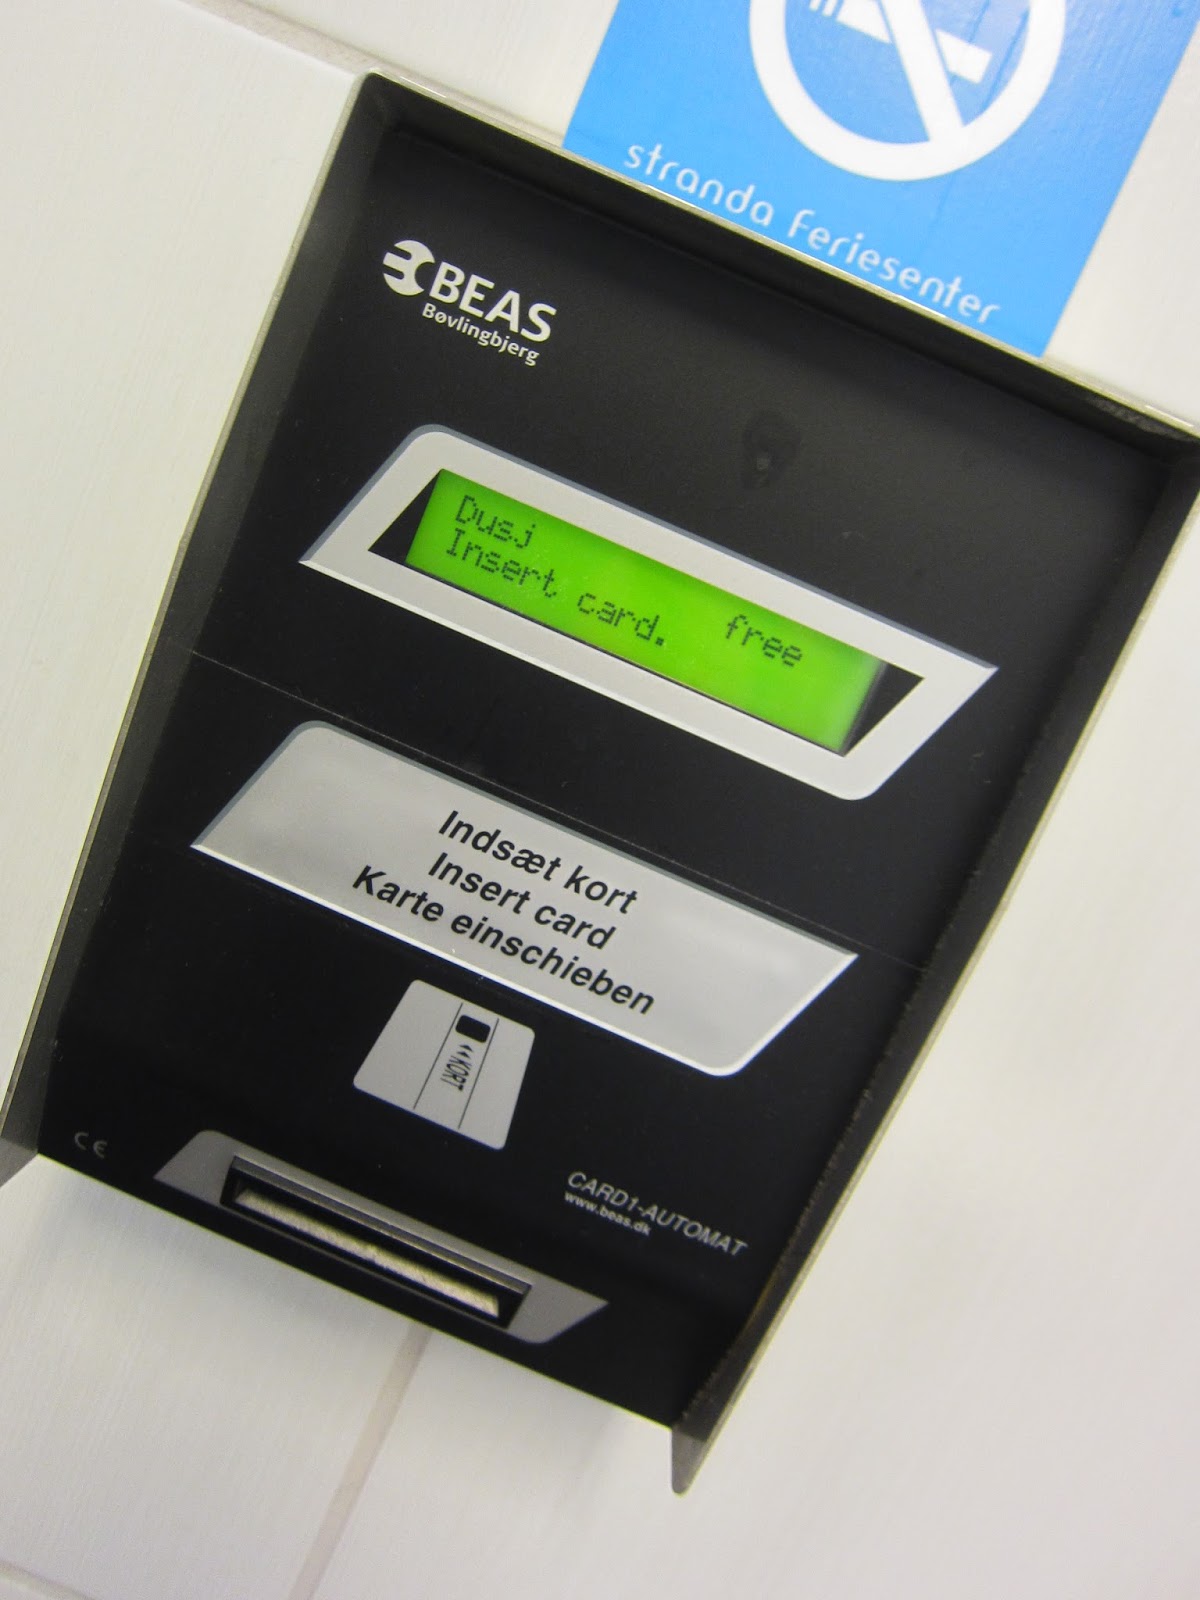 stranda Feriesenter
BEAS
Bøvlingbjerg
Dusj free
Insert card.
Indsæt kort
Insert card
Karte einschieben
KORT
CE
CARD1-AUTOMAT
www.beas.dk